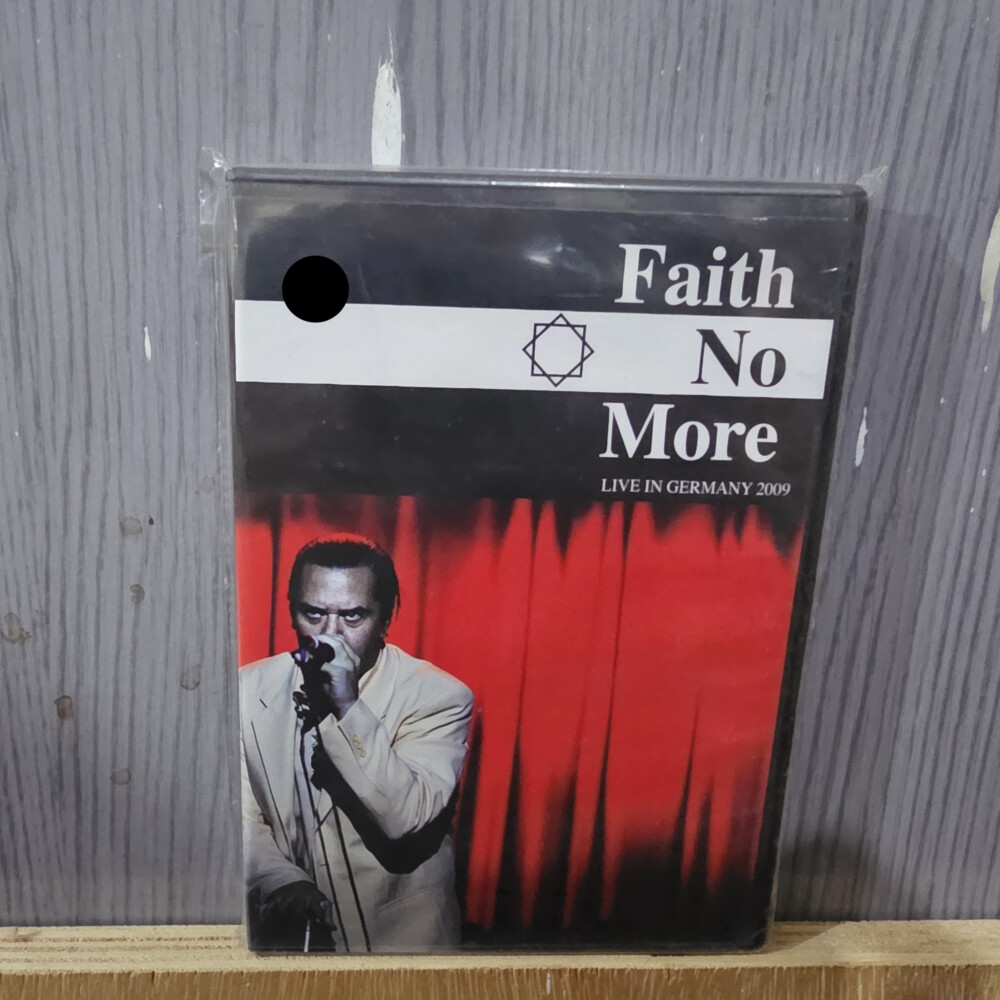 Faith
No
More
LIVE IN GERMANY 2009